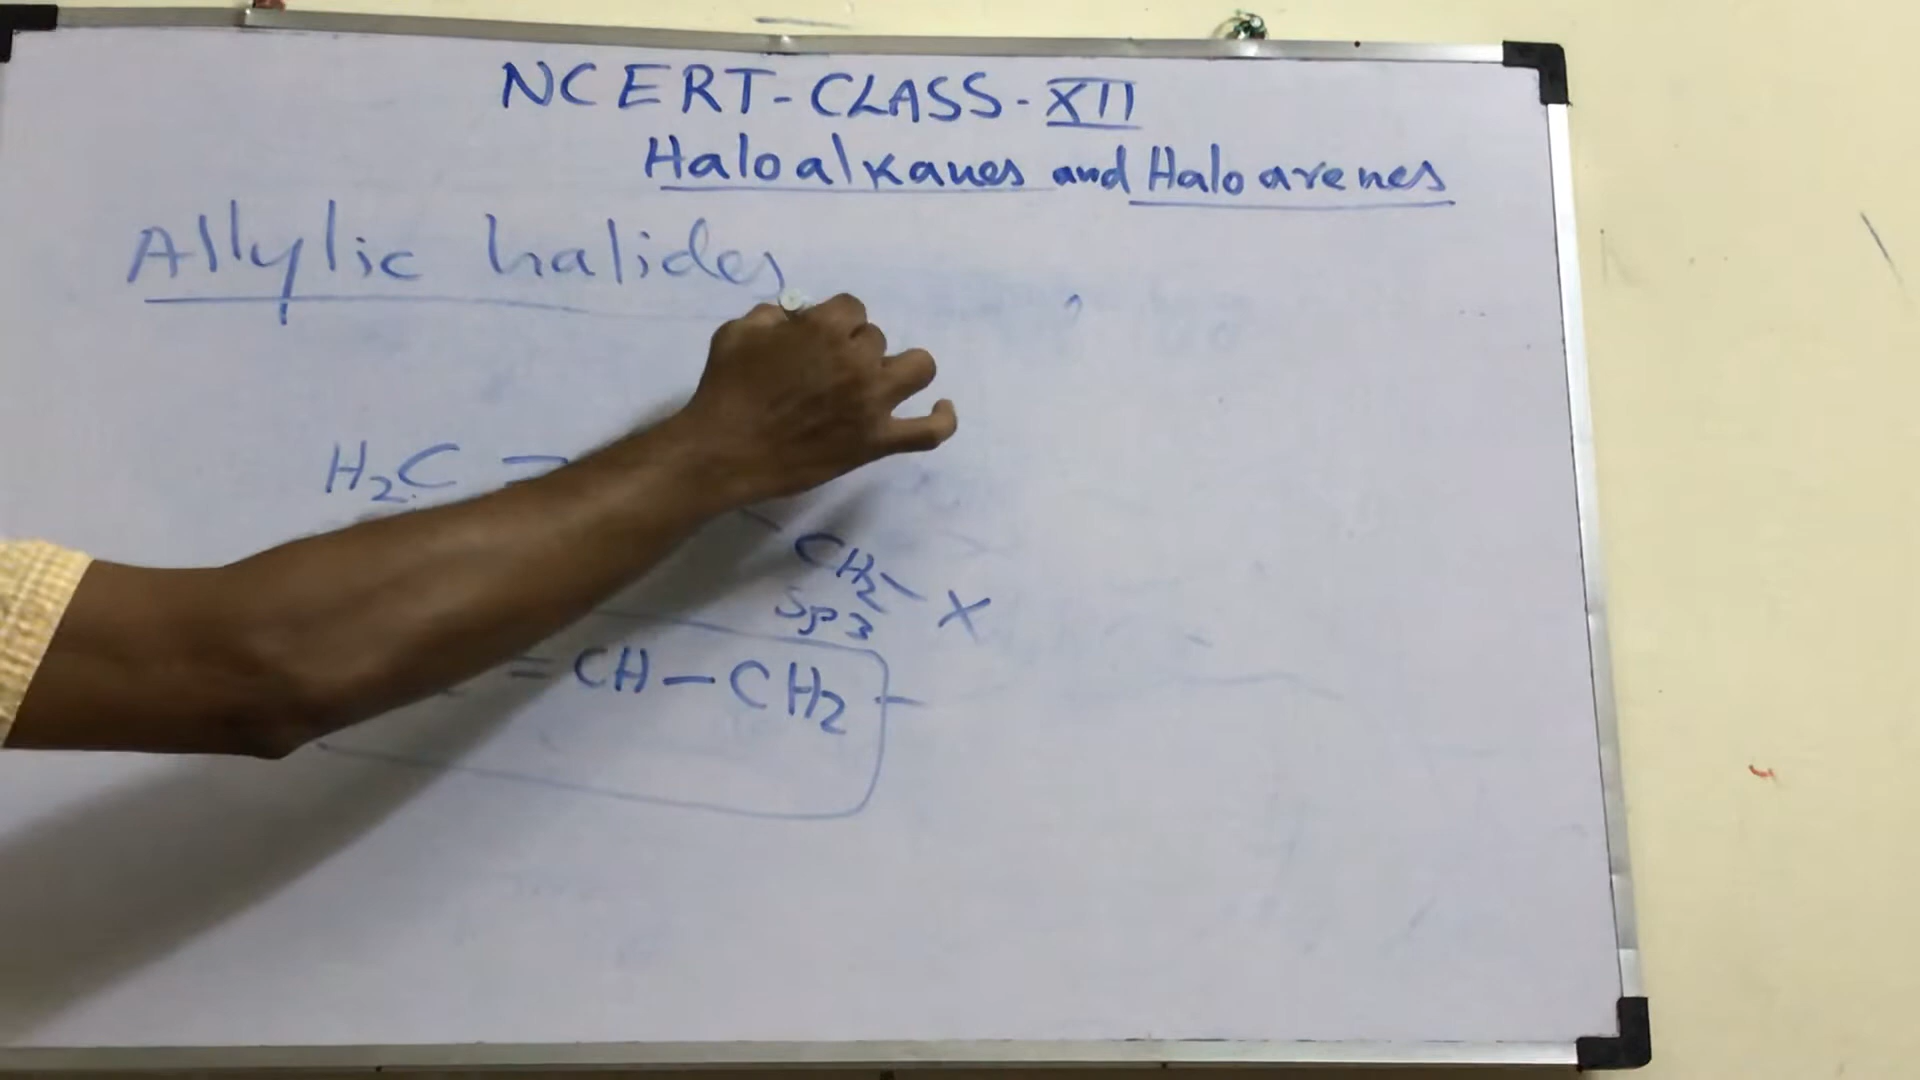 NCERT-CLASS-XII
Haloalkanes and Haloarenes
Allylic halides
H2C =
CH2-X
sp3
=CH-CH2-